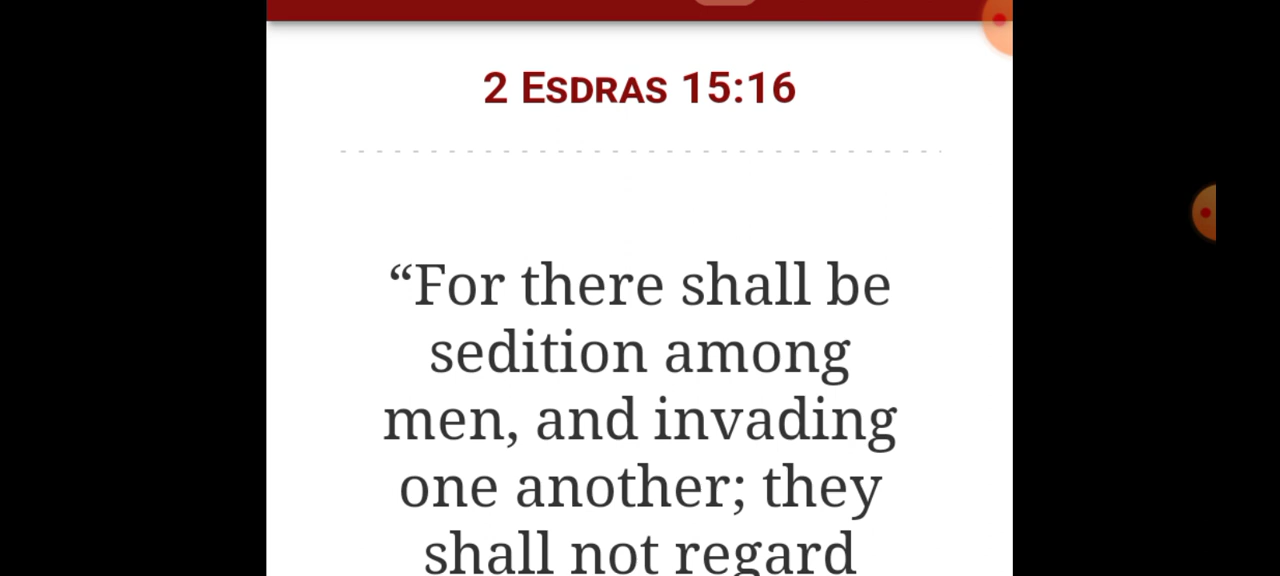 2 Esdras 15:16
“For there shall be
sedition among
men, and invading
one another; they
shall not regard